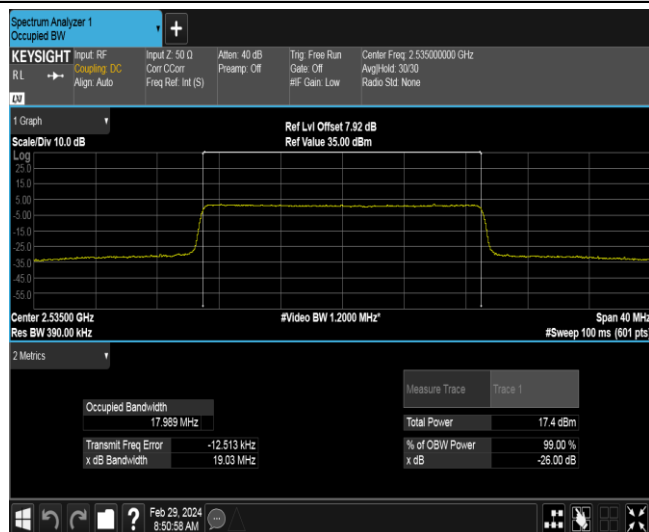 Spectrum Analyzer 1
Occupied BW
+
KEYSIGHT Input: RF Input Z: 50 Ω Atten: 40 dB Trig: Free Run Center Freq: 2.535000000 GHz
RL Coupling: DC Corr CCorr Preamp: Off Gate: Off Avg|Hold: 30/30
Align: Auto Freq Ref: Int (S) #IF Gain: Low Radio Std: None
LXI
1 Graph Ref Lvl Offset 7.92 dB
Scale/Div 10.0 dB Ref Value 35.00 dBm
Log
25.0
15.0
5.00
-5.00
-15.0
-25.0
-35.0
-45.0
-55.0
Center 2.53500 GHz #Video BW 1.2000 MHz* Span 40 MHz
Res BW 390.00 kHz #Sweep 100 ms (601 pts)
2 Metrics
Measure Trace Trace 1
Occupied Bandwidth
17.989 MHz Total Power 17.4 dBm
Transmit Freq Error -12.513 kHz % of OBW Power 99.00 %
x dB Bandwidth 19.03 MHz x dB -26.00 dB
? Feb 29, 2024
8:50:58 AM